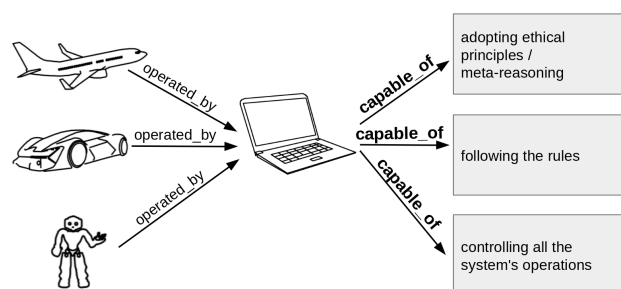 operated_by
operated_by
operated_by
capable_of
capable_of
capable_of
adopting ethical
principles /
meta-reasoning
following the rules
controlling all the
system's operations